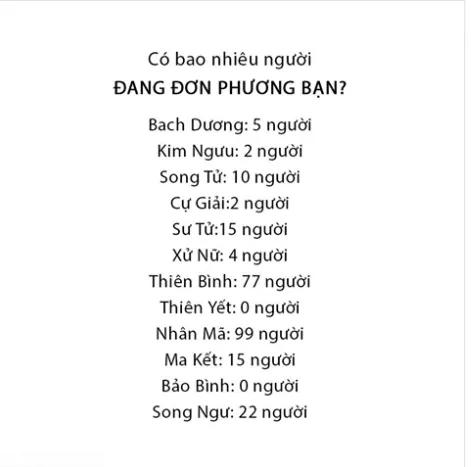 Có bao nhiêu người
ĐANG ĐƠN PHƯƠNG BẠN?
Bach Dương: 5 người
Kim Ngưu: 2 người
Song Tử: 10 người
Cự Giải:2 người
Sư Tử:15 người
Xử Nữ: 4 người
Thiên Bình: 77 người
Thiên Yết: 0 người
Nhân Mã: 99 người
Ma Kết: 15 người
Bảo Bình: 0 người
Song Ngư: 22 người